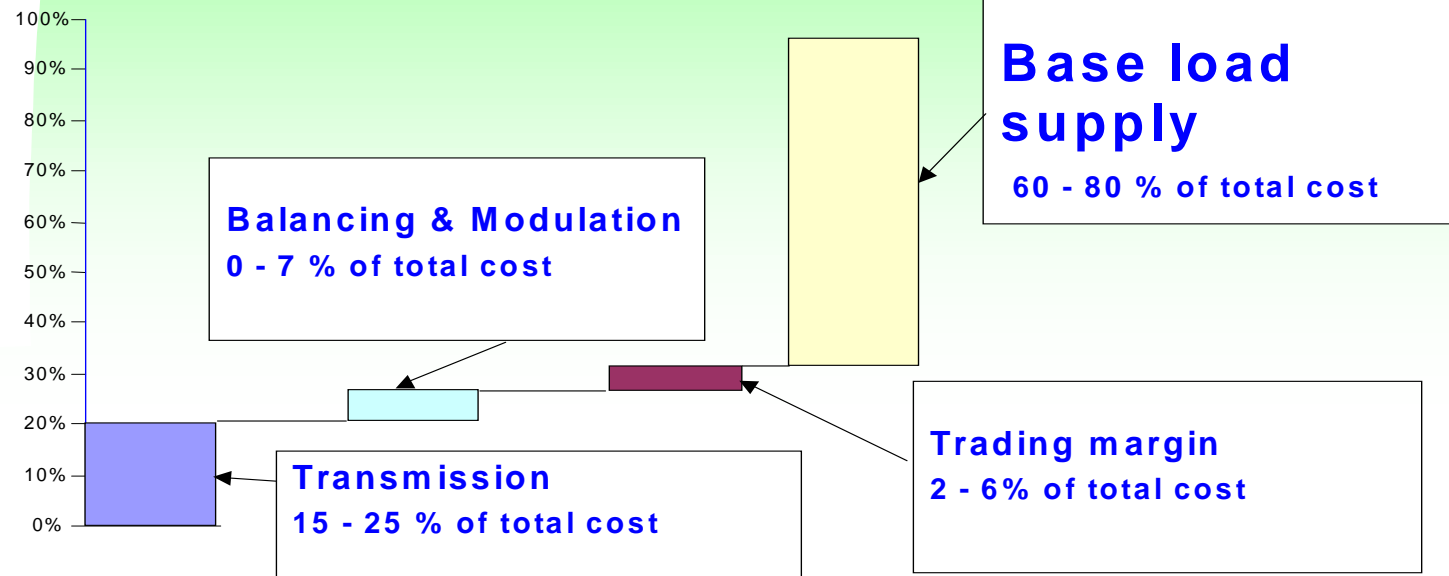 100%
90%
80%
70%
60%
50%
40%
30%
20%
10%
0%
Base load
supply
60 - 80 % of total cost
Balancing & Modulation
0 - 7 % of total cost
Trading margin
2 - 6% of total cost
Transmission
15 - 25 % of total cost